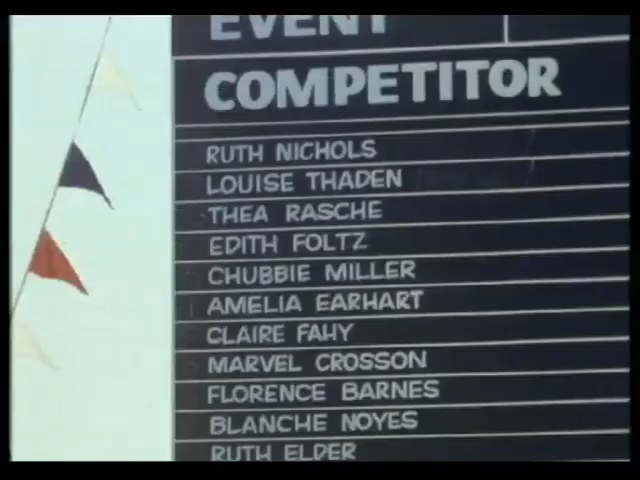 EVENT
COMPETITOR
RUTH NICHOLS
LOUISE THADEN
THEA RASCHE
EDITH FOLTZ
CHUBBIE MILLER
AMELIA EARHART
CLAIRE FAHY
MARVEL CROSSON
FLORENCE BARNES
BLANCHE NOYES
RUTH ELDER